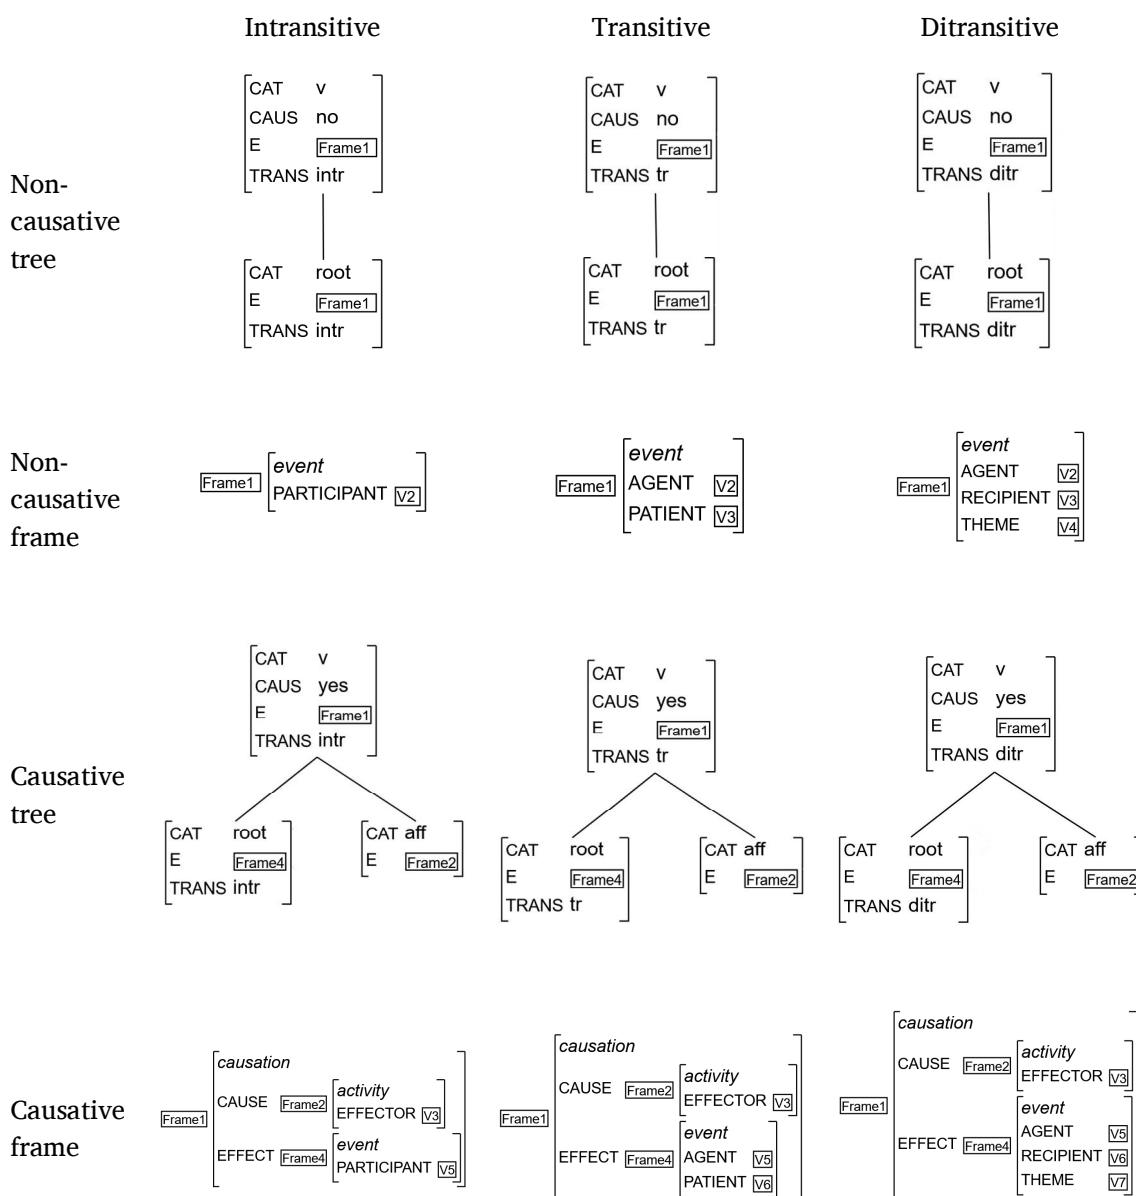 Intransitive Transitive Ditransitive
Non-
causative
tree
CAT v
CAUS no
E Frame1
TRANS intr
CAT root
E Frame1
TRANS intr
CAT v
CAUS no
E Frame1
TRANS tr
CAT root
E Frame1
TRANS tr
CAT v
CAUS no
E Frame1
TRANS ditr
CAT root
E Frame1
TRANS ditr
Non-
causative
frame
Frame1
event
PARTICIPANT V2
Frame1
event
AGENT V2
PATIENT V3
Frame1
event
AGENT V2
RECIPIENT V3
THEME V4
Causative
tree
CAT v
CAUS yes
E Frame1
TRANS intr
CAT root
E Frame4
TRANS intr
CAT aff
E Frame2
CAT v
CAUS yes
E Frame1
TRANS tr
CAT root
E Frame4
TRANS tr
CAT aff
E Frame2
CAT v
CAUS yes
E Frame1
TRANS ditr
CAT root
E Frame4
TRANS ditr
CAT aff
E Frame2
Causative
frame
Frame1
causation
CAUSE Frame2
activity
EFFECTOR V3
EFFECT Frame4
event
PARTICIPANT V5
Frame1
causation
CAUSE Frame2
activity
EFFECTOR V3
EFFECT Frame4
event
AGENT V5
PATIENT V6
Frame1
causation
CAUSE Frame2
activity
EFFECTOR V3
EFFECT Frame4
event
AGENT V5
RECIPIENT V6
THEME V7